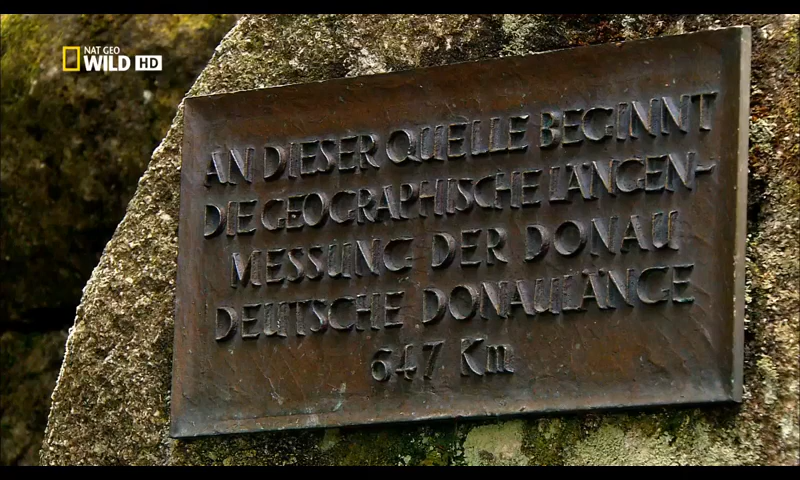 NAT GEO
WILD HD
AN DIESER QUELLE BEGINNT
DIE GEOGRAPHISCHE LÄNGEN-
MESSUNG DER DONAU
DEUTSCHE DONAULÄNGE
647 Km